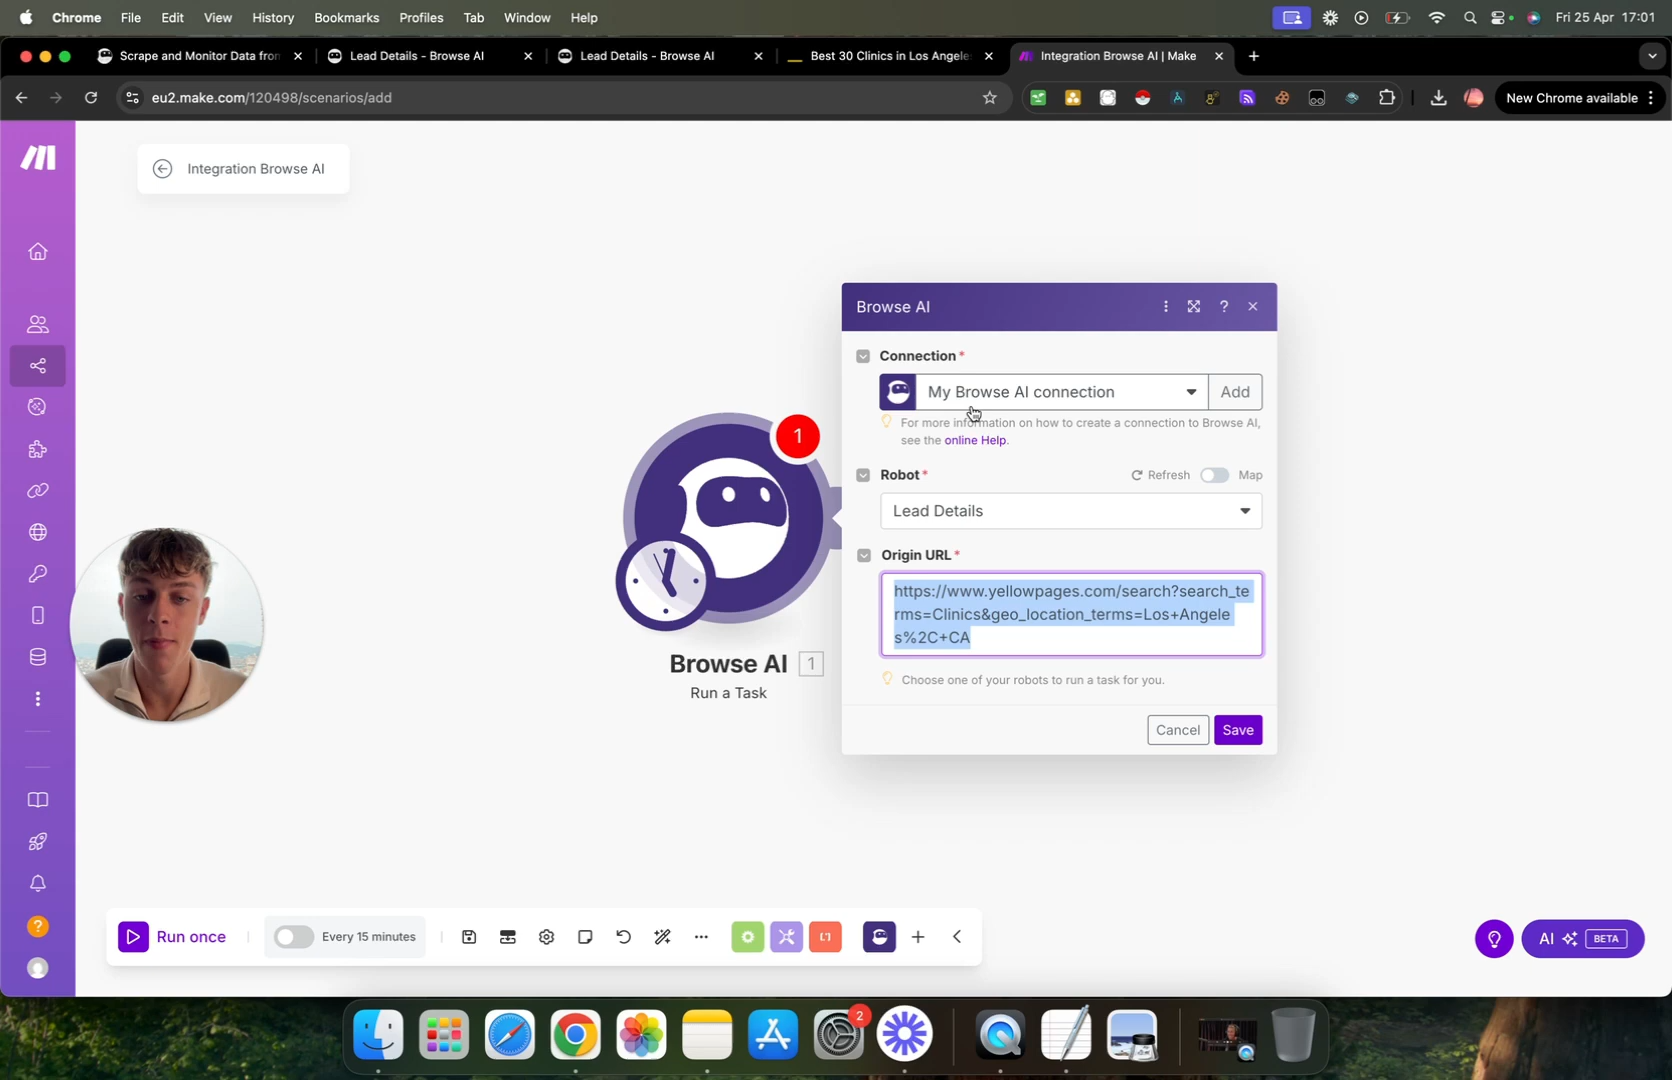 Chrome File Edit View History Bookmarks Profiles Tab Window Help Fri 25 Apr 17:01
Scrape and Monitor Data from Lead Details - Browse AI Lead Details - Browse AI Best 30 Clinics in Los Angele Integration Browse AI | Make
eu2.make.com/120498/scenarios/add New Chrome available
Integration Browse AI
Browse AI
Connection *
My Browse AI connection Add
For more information on how to create a connection to Browse AI,
see the online Help.
1
Robot * Refresh Map
Lead Details
Origin URL *
https://www.yellowpages.com/search?search_te
rms=Clinics&geo_location_terms=Los+Angele
s%2C+CA
Browse AI 1
Run a Task
Choose one of your robots to run a task for you.
Cancel Save
Run once Every 15 minutes
AI BETA
2